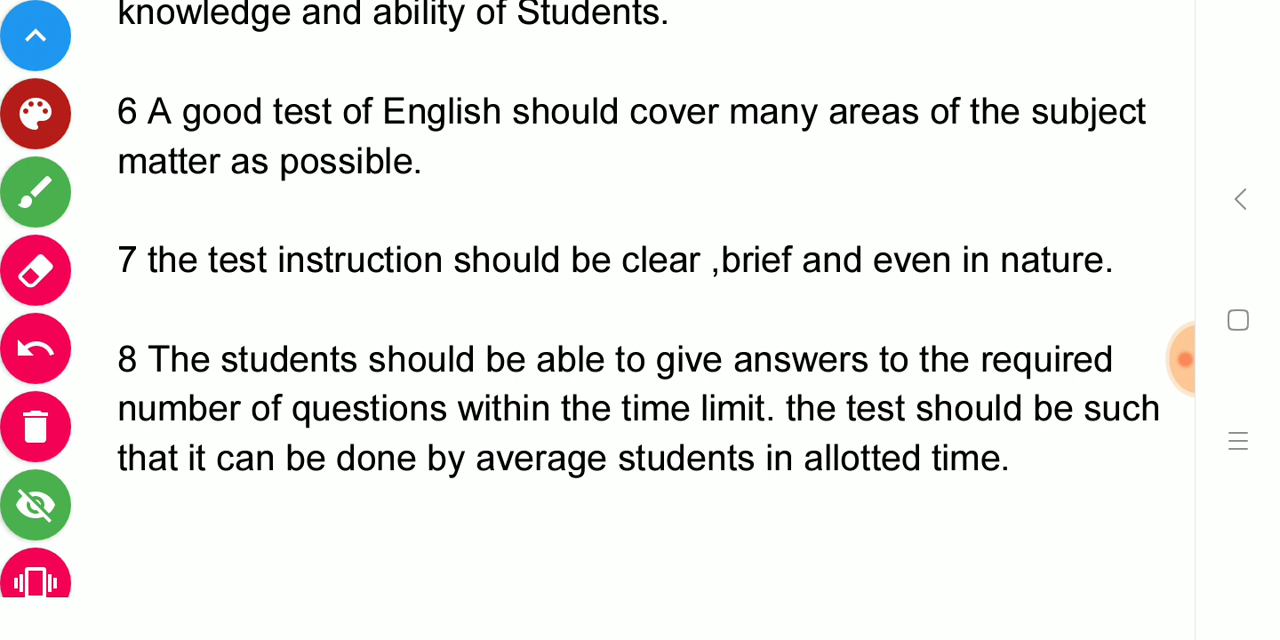 knowledge and ability of Students.
6 A good test of English should cover many areas of the subject
matter as possible.
7 the test instruction should be clear ,brief and even in nature.
8 The students should be able to give answers to the required
number of questions within the time limit. the test should be such
that it can be done by average students in allotted time.